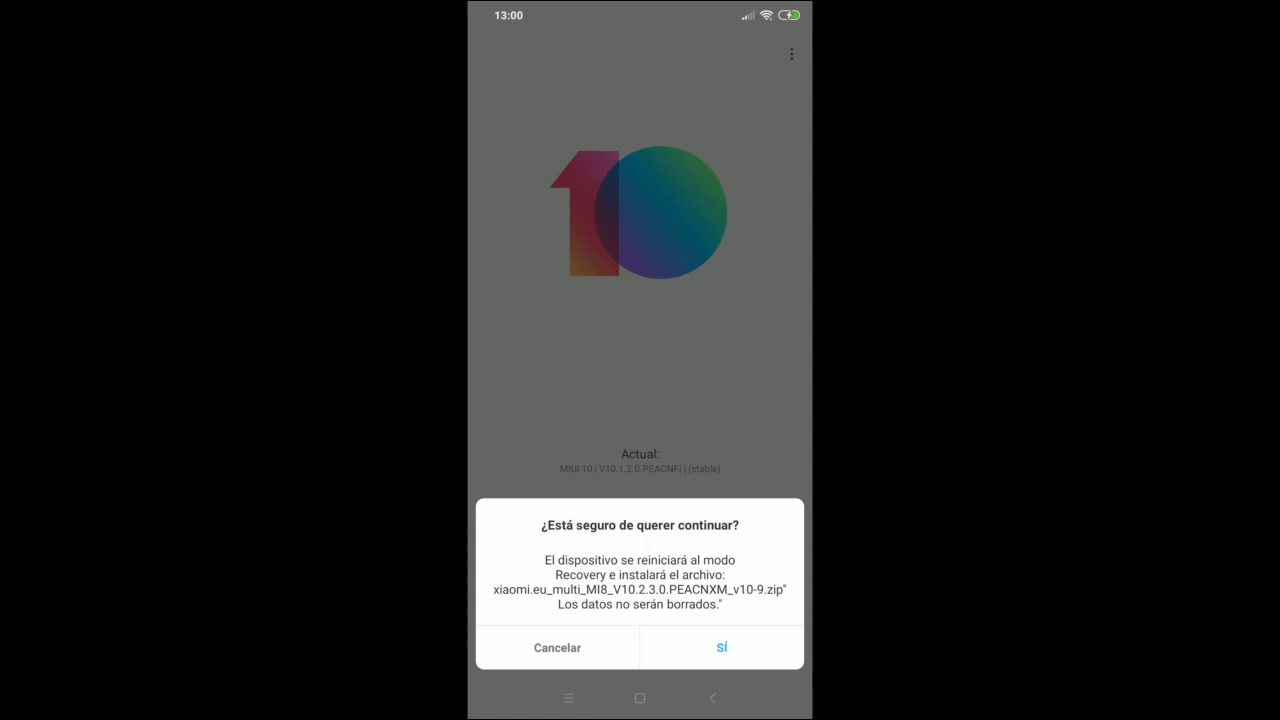 13:00
10
Actual:
MIUI 10 | V10.1.2.0.PEACNFI | (stable)
¿Está seguro de querer continuar?
El dispositivo se reiniciará al modo
Recovery e instalará el archivo:
xiaomi.eu_multi_MI8_V10.2.3.0.PEACNXM_v10-9.zip"
Los datos no serán borrados."
Cancelar
SÍ